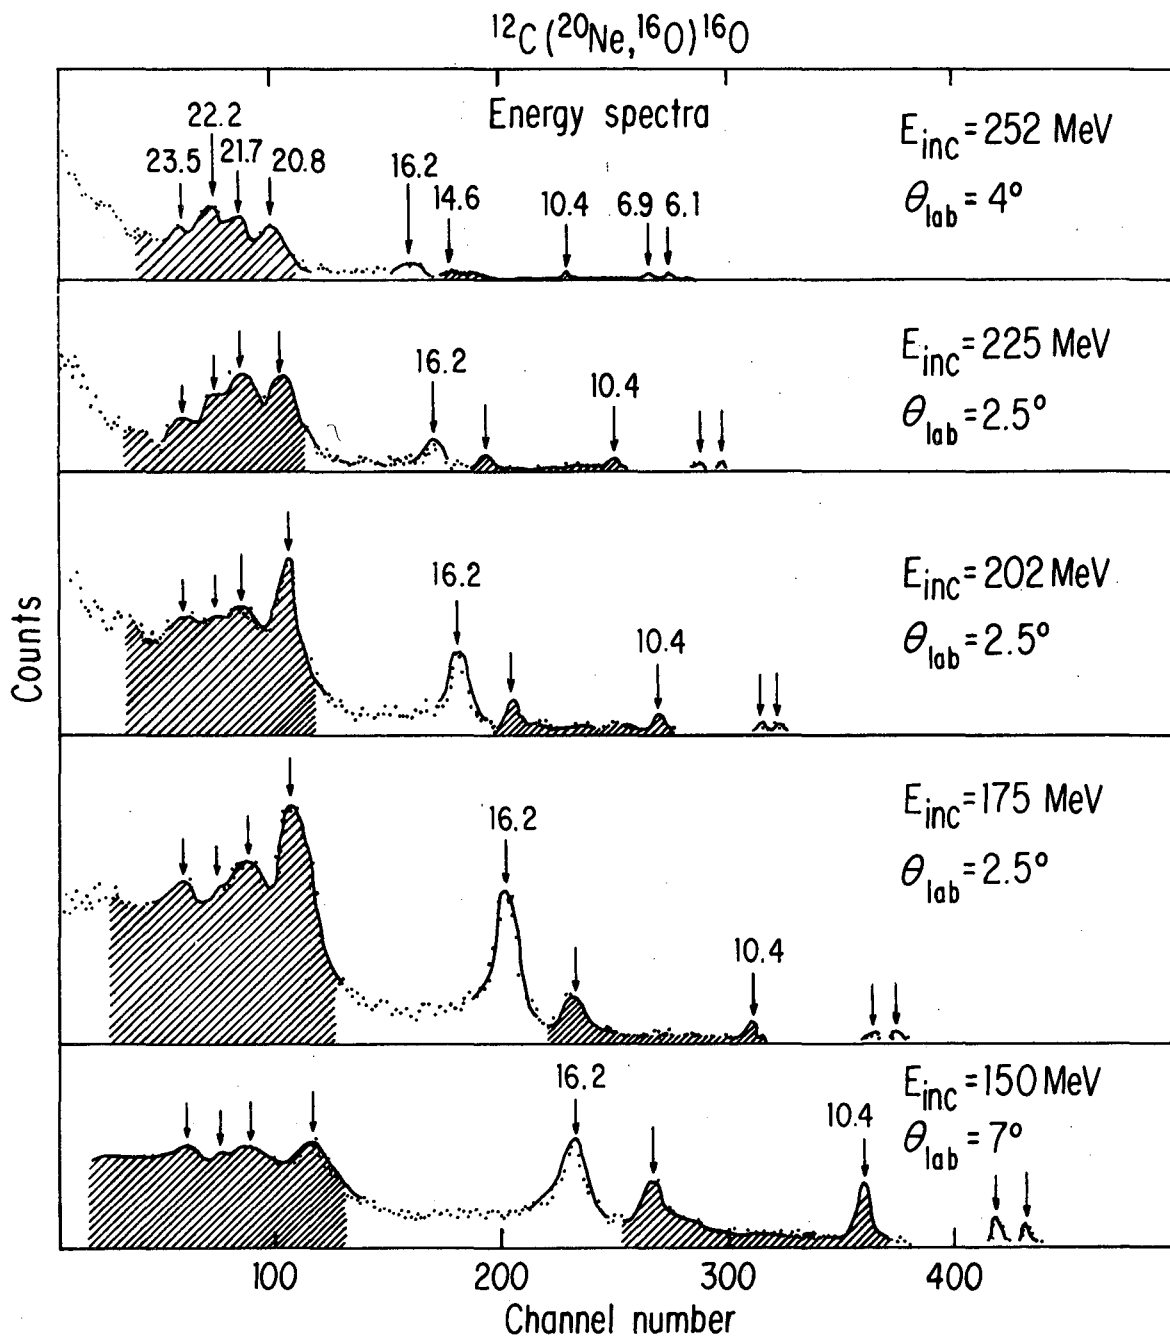 ¹²C(²⁰Ne,¹⁶O)¹⁶O
Energy spectra
22.2
23.5
21.7
20.8
16.2
14.6
10.4
6.9
6.1
E_inc=252 MeV
θ_lab=4°
16.2
10.4
E_inc=225 MeV
θ_lab=2.5°
16.2
10.4
E_inc=202 MeV
θ_lab=2.5°
16.2
10.4
E_inc=175 MeV
θ_lab=2.5°
16.2
10.4
E_inc=150 MeV
θ_lab=7°
100
200
300
400
Channel number
Counts